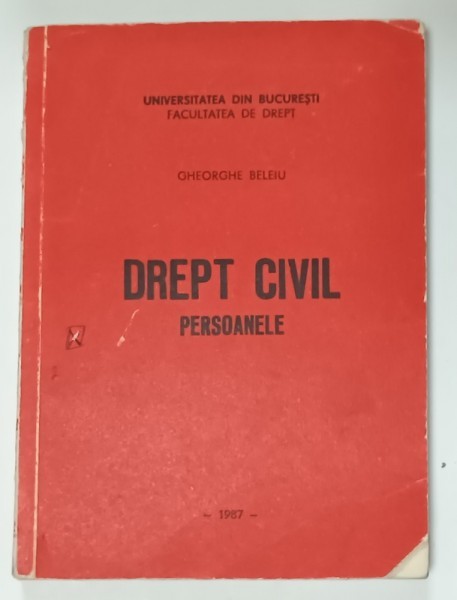 UNIVERSITATEA DIN BUCUREȘTI
FACULTATEA DE DREPT
GHEORGHE BELEIU
DREPT CIVIL
PERSOANELE
X
– 1987 –